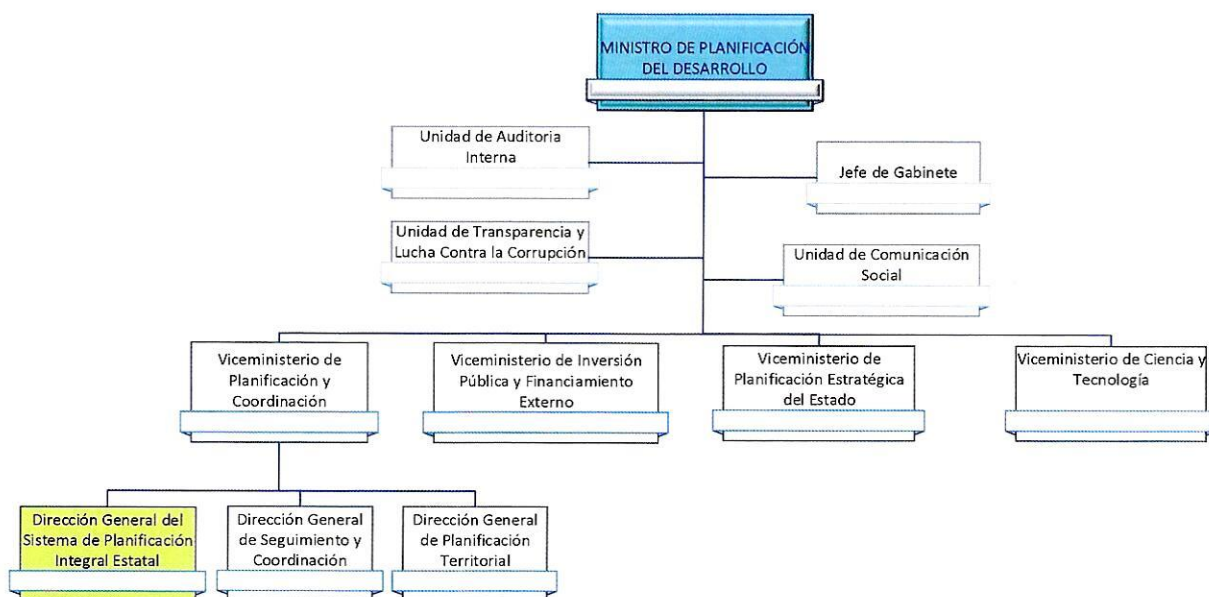 MINISTRO DE PLANIFICACIÓN
DEL DESARROLLO
Unidad de Auditoria
Interna
Jefe de Gabinete
Unidad de Transparencia y
Lucha Contra la Corrupción
Unidad de Comunicación
Social
Viceministerio de
Planificación y
Coordinación
Viceministerio de Inversión
Pública y Financiamiento
Externo
Viceministerio de
Planificación Estratégica
del Estado
Viceministerio de Ciencia y
Tecnología
Dirección General del
Sistema de Planificación
Integral Estatal
Dirección General
de Seguimiento y
Coordinación
Dirección General
de Planificación
Territorial